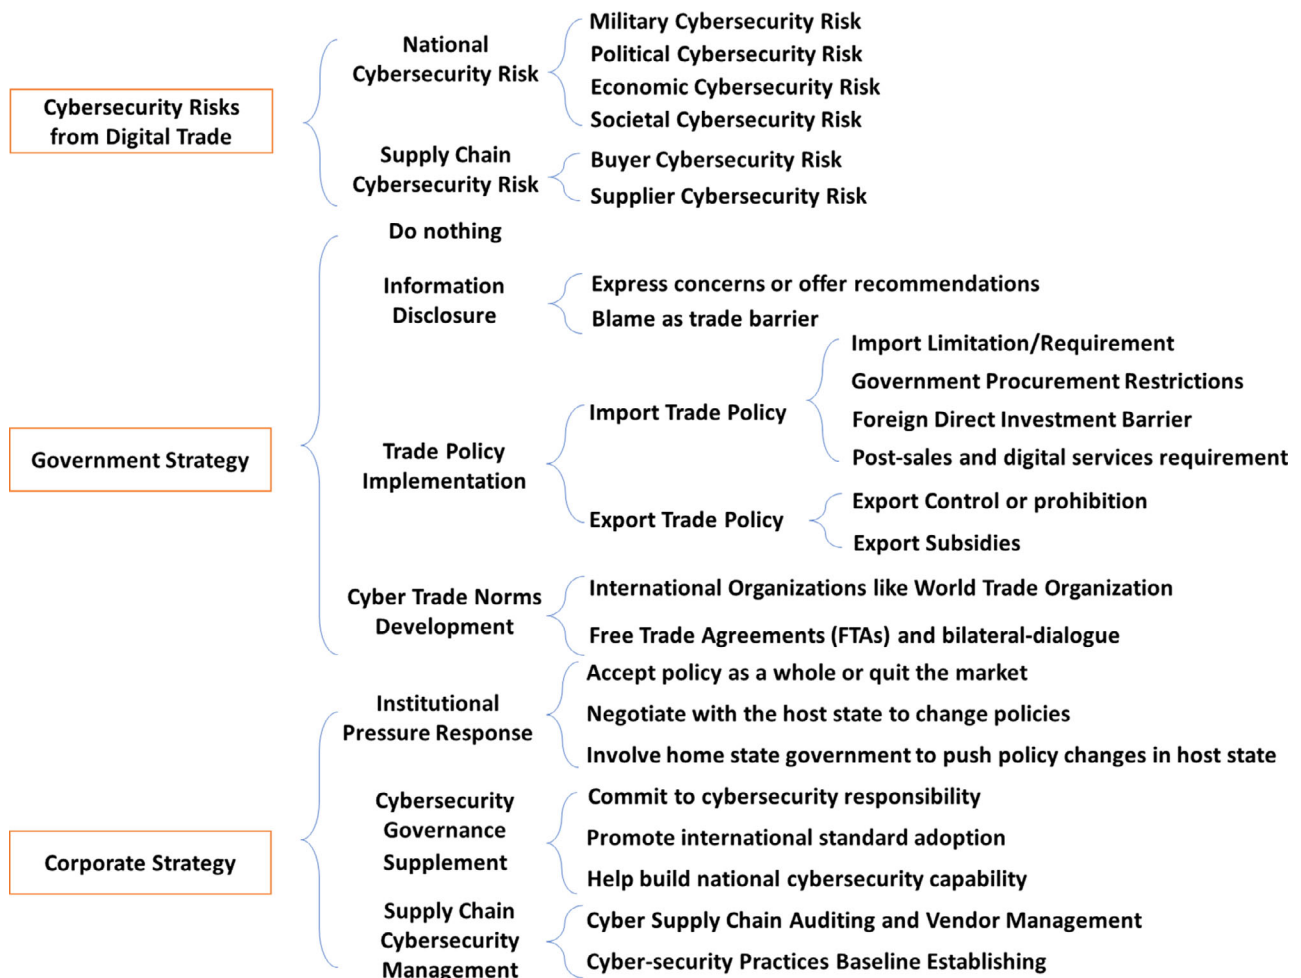 Cybersecurity Risks
from Digital Trade
National
Cybersecurity Risk
Military Cybersecurity Risk
Political Cybersecurity Risk
Economic Cybersecurity Risk
Societal Cybersecurity Risk
Supply Chain
Cybersecurity Risk
Buyer Cybersecurity Risk
Supplier Cybersecurity Risk
Government Strategy
Do nothing
Information
Disclosure
Express concerns or offer recommendations
Blame as trade barrier
Trade Policy
Implementation
Import Trade Policy
Import Limitation/Requirement
Government Procurement Restrictions
Foreign Direct Investment Barrier
Post-sales and digital services requirement
Export Trade Policy
Export Control or prohibition
Export Subsidies
Cyber Trade Norms
Development
International Organizations like World Trade Organization
Free Trade Agreements (FTAs) and bilateral-dialogue
Corporate Strategy
Institutional
Pressure Response
Accept policy as a whole or quit the market
Negotiate with the host state to change policies
Involve home state government to push policy changes in host state
Cybersecurity
Governance
Supplement
Commit to cybersecurity responsibility
Promote international standard adoption
Help build national cybersecurity capability
Supply Chain
Cybersecurity
Management
Cyber Supply Chain Auditing and Vendor Management
Cyber-security Practices Baseline Establishing